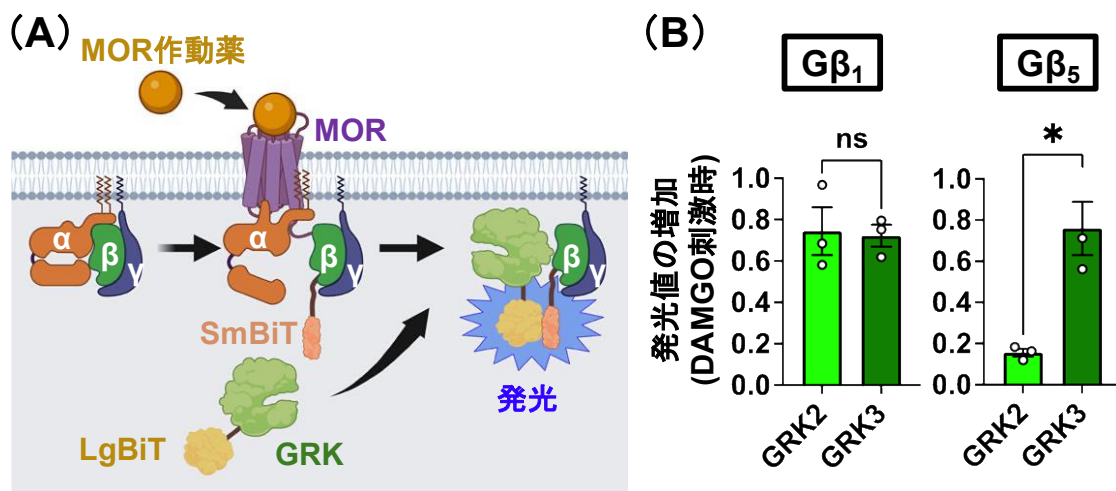 (A)
MOR作動薬
MOR
α
β
γ
α
β
γ
β
γ
SmBiT
発光
LgBiT
GRK
(B)
Gβ1
Gβ5
ns
*
発光値の増加
(DAMGO刺激時)
1.0
0.8
0.6
0.4
0.2
0.0
GRK2
GRK3
1.0
0.8
0.6
0.4
0.2
0.0
GRK2
GRK3